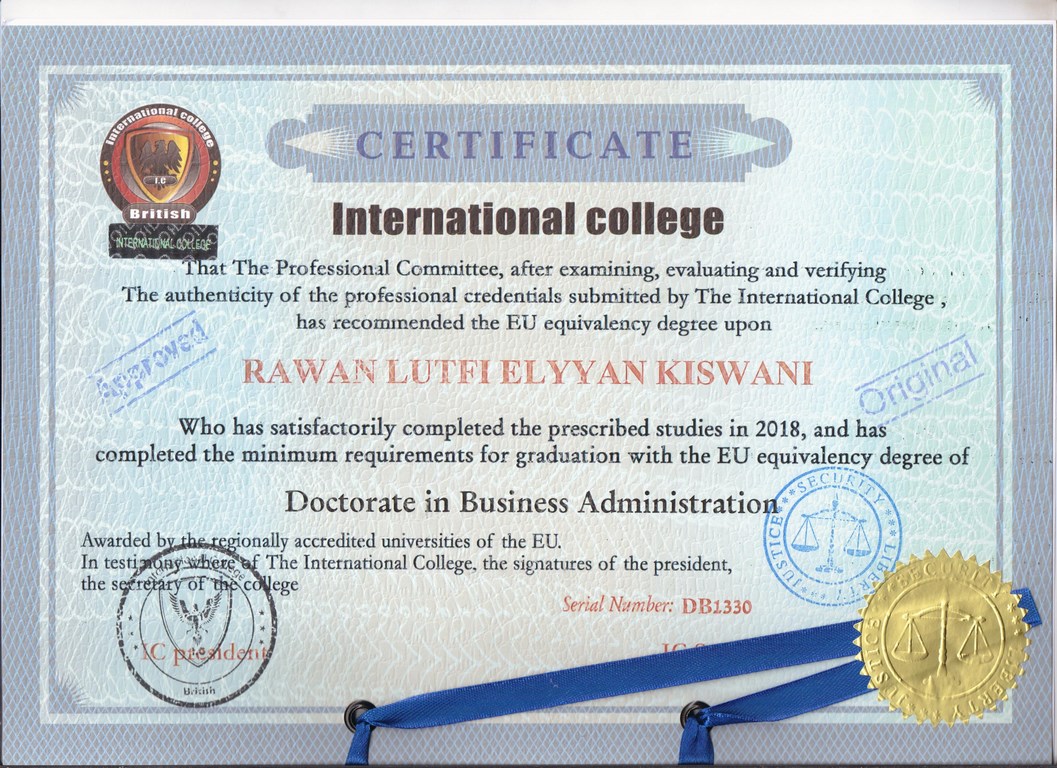 International college
I.C
British
INTERNATIONAL COLLEGE
CERTIFICATE
International college
That The Professional Committee, after examining, evaluating and verifying
The authenticity of the professional credentials submitted by The International College ,
has recommended the EU equivalency degree upon
Approved
RAWAN LUTFI ELYYAN KISWANI
Original
Who has satisfactorily completed the prescribed studies in 2018, and has
completed the minimum requirements for graduation with the EU equivalency degree of
Doctorate in Business Administration
SECURITY
JUSTICE
LIBERTY
Awarded by the regionally accredited universities of the EU.
In testimony where of The International College, the signatures of the president,
the secretary of the college
Serial Number: DB1330
SECURITY
JUSTICE
LIBERTY
IC president
IC
British